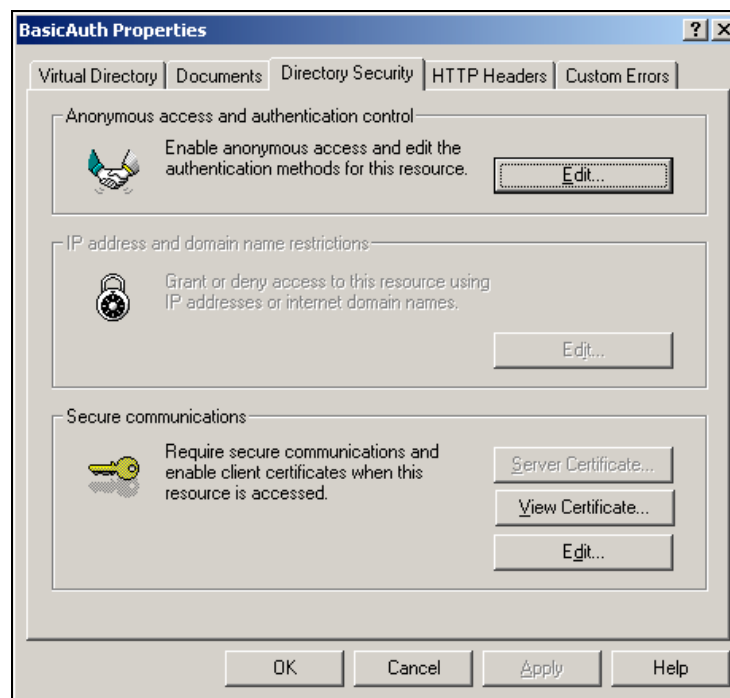 BasicAuth Properties
Virtual Directory Documents Directory Security HTTP Headers Custom Errors
Anonymous access and authentication control
Enable anonymous access and edit the
authentication methods for this resource.
Edit...
IP address and domain name restrictions
Grant or deny access to this resource using
IP addresses or internet domain names.
Edit...
Secure communications
Require secure communications and
enable client certificates when this
resource is accessed.
Server Certificate...
View Certificate...
Edit...
OK Cancel Apply Help